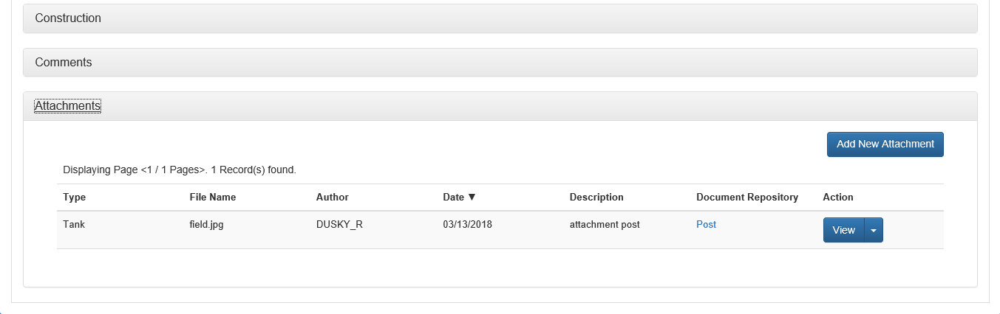 Construction
Comments
Attachments
Add New Attachment
Displaying Page <1 / 1 Pages>. 1 Record(s) found.
Type File Name Author Date ▼ Description Document Repository Action
Tank field.jpg DUSKY_R 03/13/2018 attachment post Post View